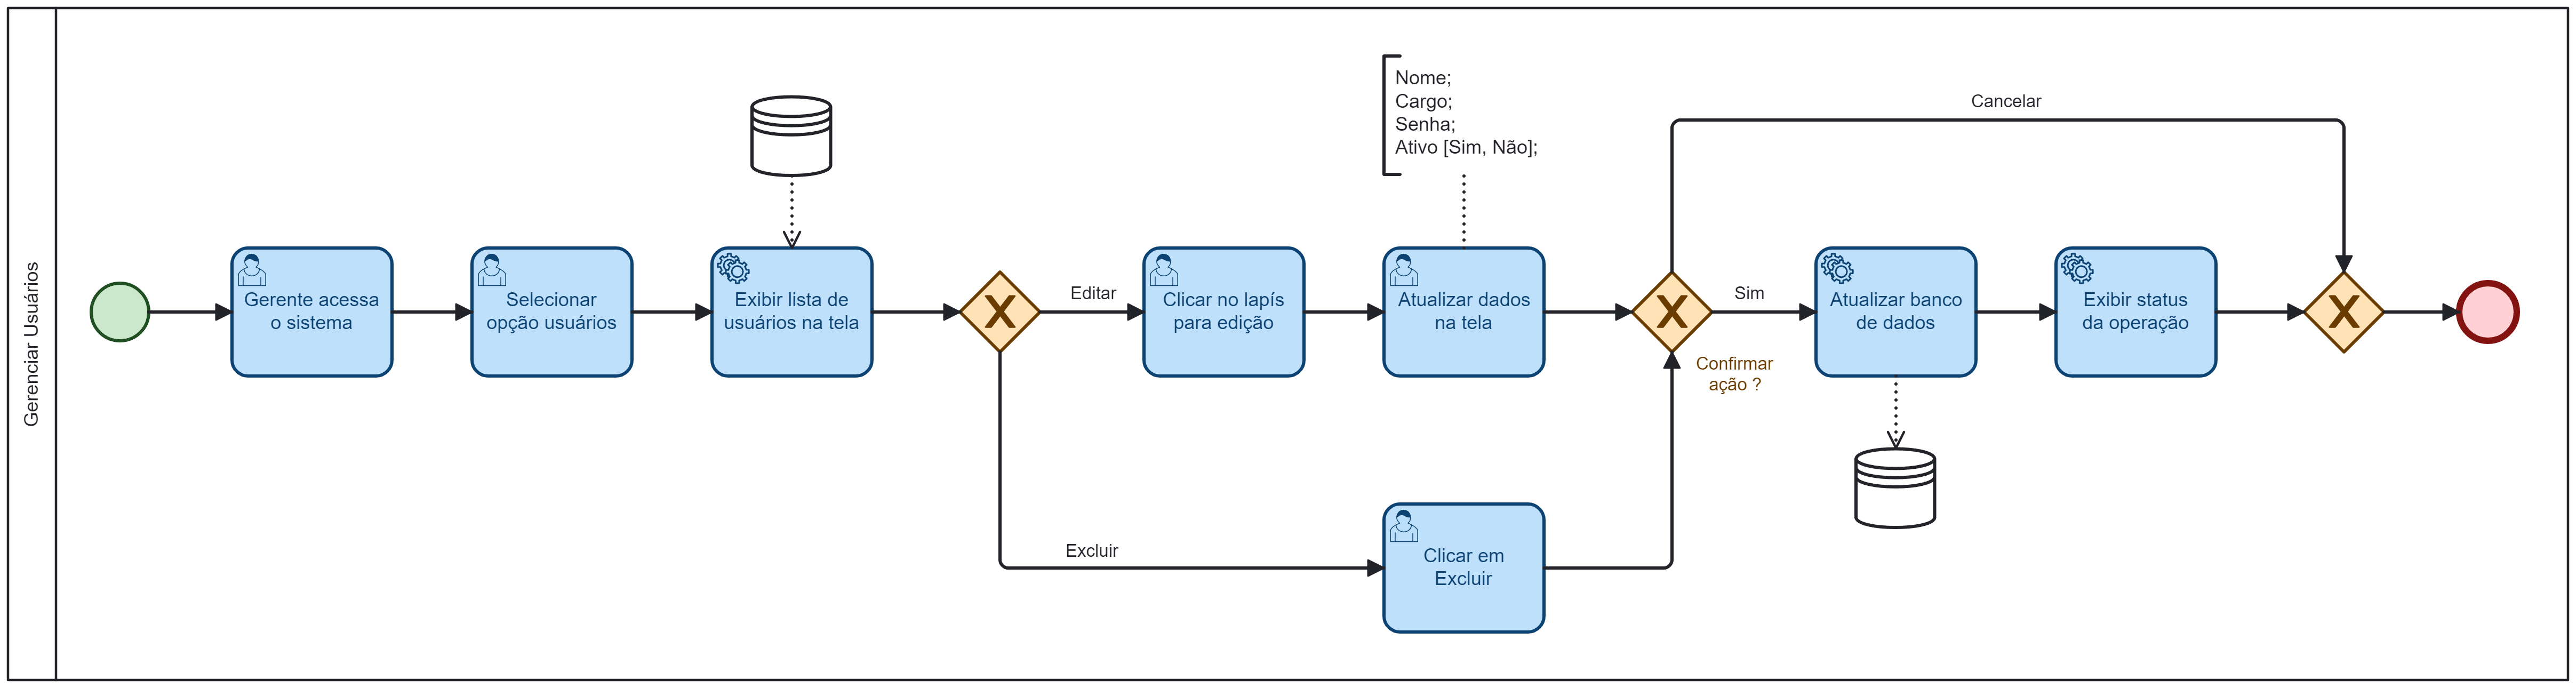 Gerenciar Usuários
Gerente acessa
o sistema
Selecionar
opção usuários
Exibir lista de
usuários na tela
Editar
Excluir
Clicar no lapís
para edição
Nome;
Cargo;
Senha;
Ativo [Sim, Não];
Atualizar dados
na tela
Clicar em
Excluir
Confirmar
ação ?
Cancelar
Sim
Atualizar banco
de dados
Exibir status
da operação